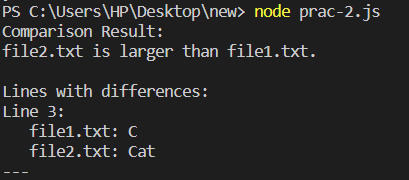 PS C:\Users\HP\Desktop\new> node prac-2.js
Comparison Result:
file2.txt is larger than file1.txt.

Lines with differences:
Line 3:
   file1.txt: C
   file2.txt: Cat
---